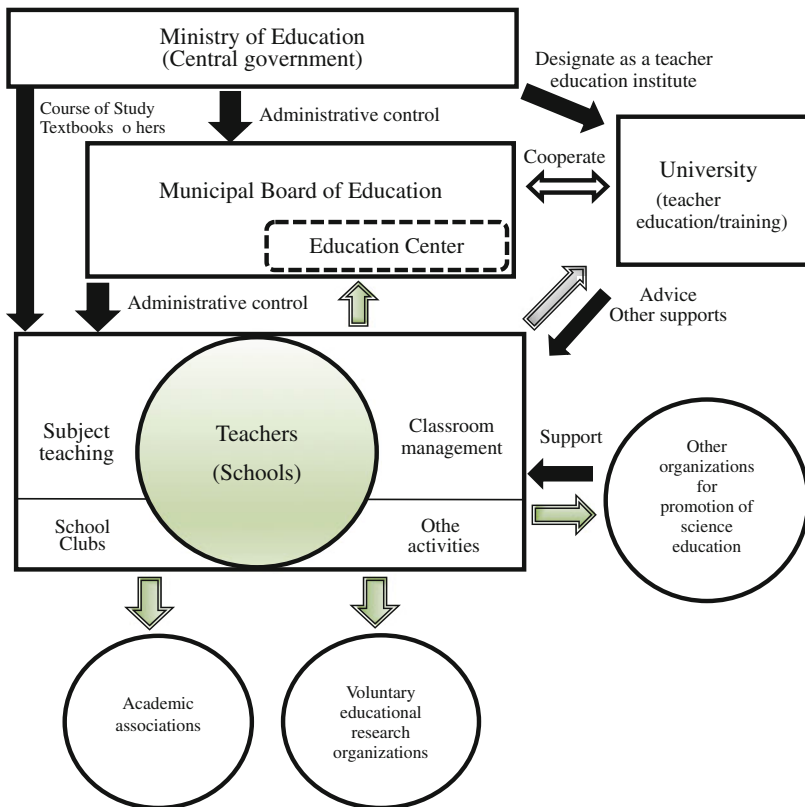 Ministry of Education
(Central government)
Designate as a teacher
education institute
Course of Study
Textbooks o hers
Administrative control
Municipal Board of Education
Education Center
Cooperate
University
(teacher
education/training)
Administrative control
Advice
Other supports
Subject
teaching
Teachers
(Schools)
Classroom
management
School
Clubs
Othe
activities
Support
Other
organizations
for
promotion of
science
education
Academic
associations
Voluntary
educational
research
organizations